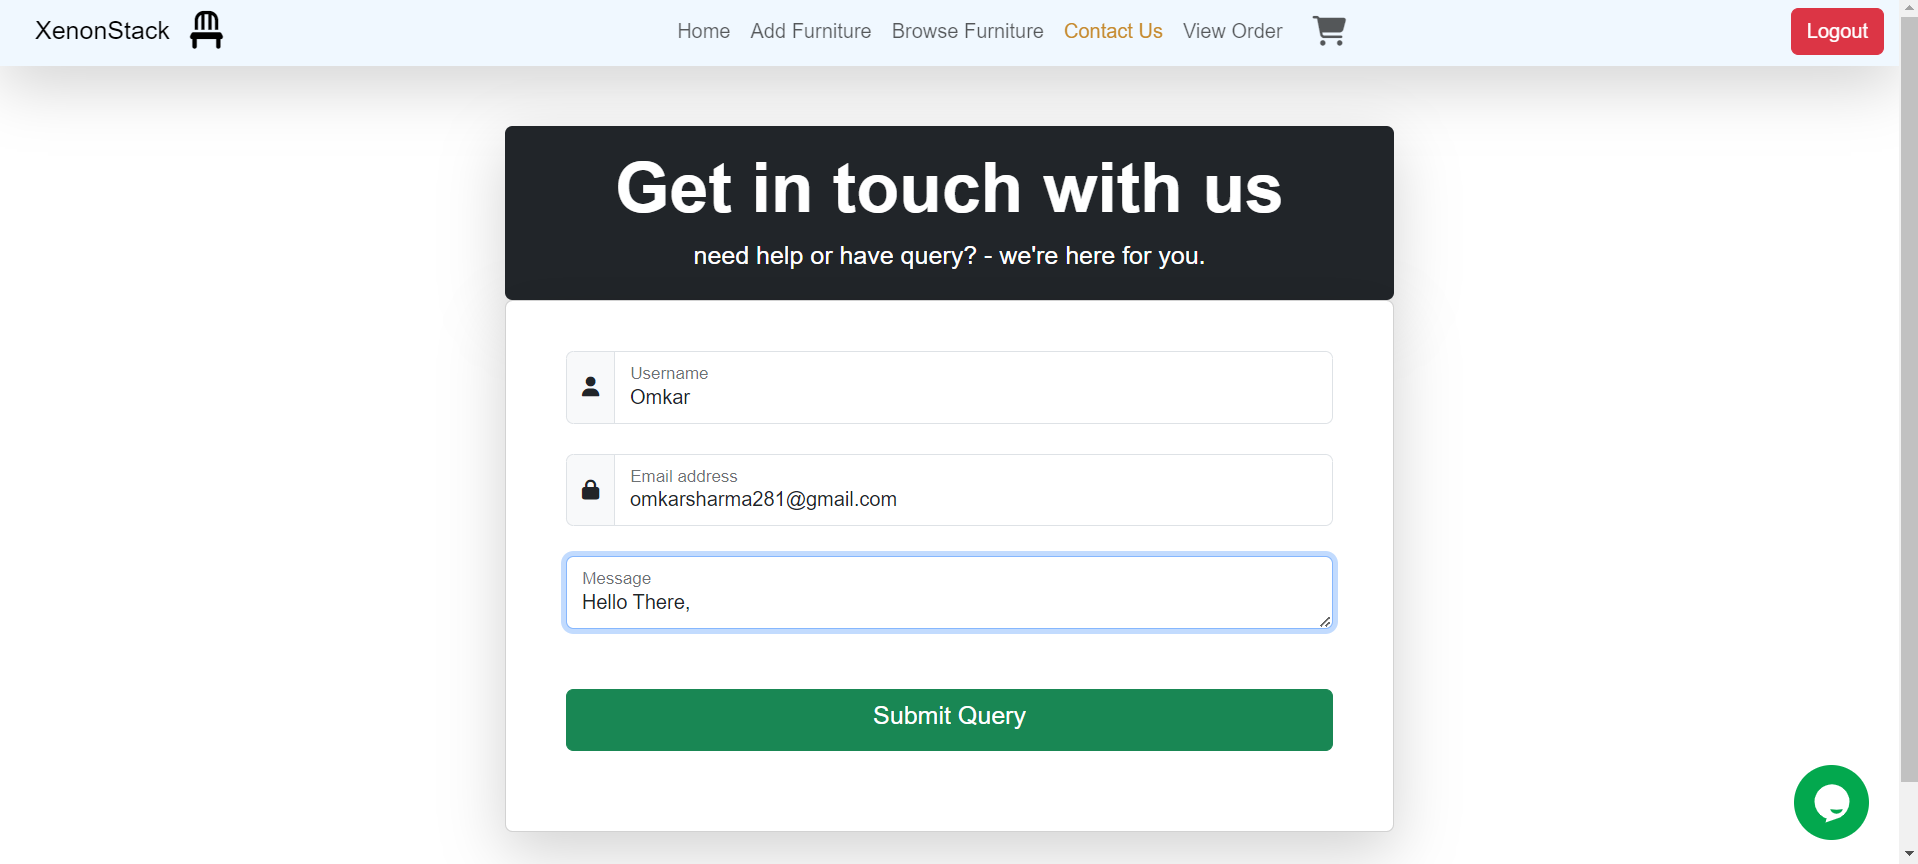 XenonStack
Home Add Furniture Browse Furniture Contact Us View Order
Logout
Get in touch with us
need help or have query? - we're here for you.
Username
Omkar
Email address
omkarsharma281@gmail.com
Message
Hello There,
Submit Query